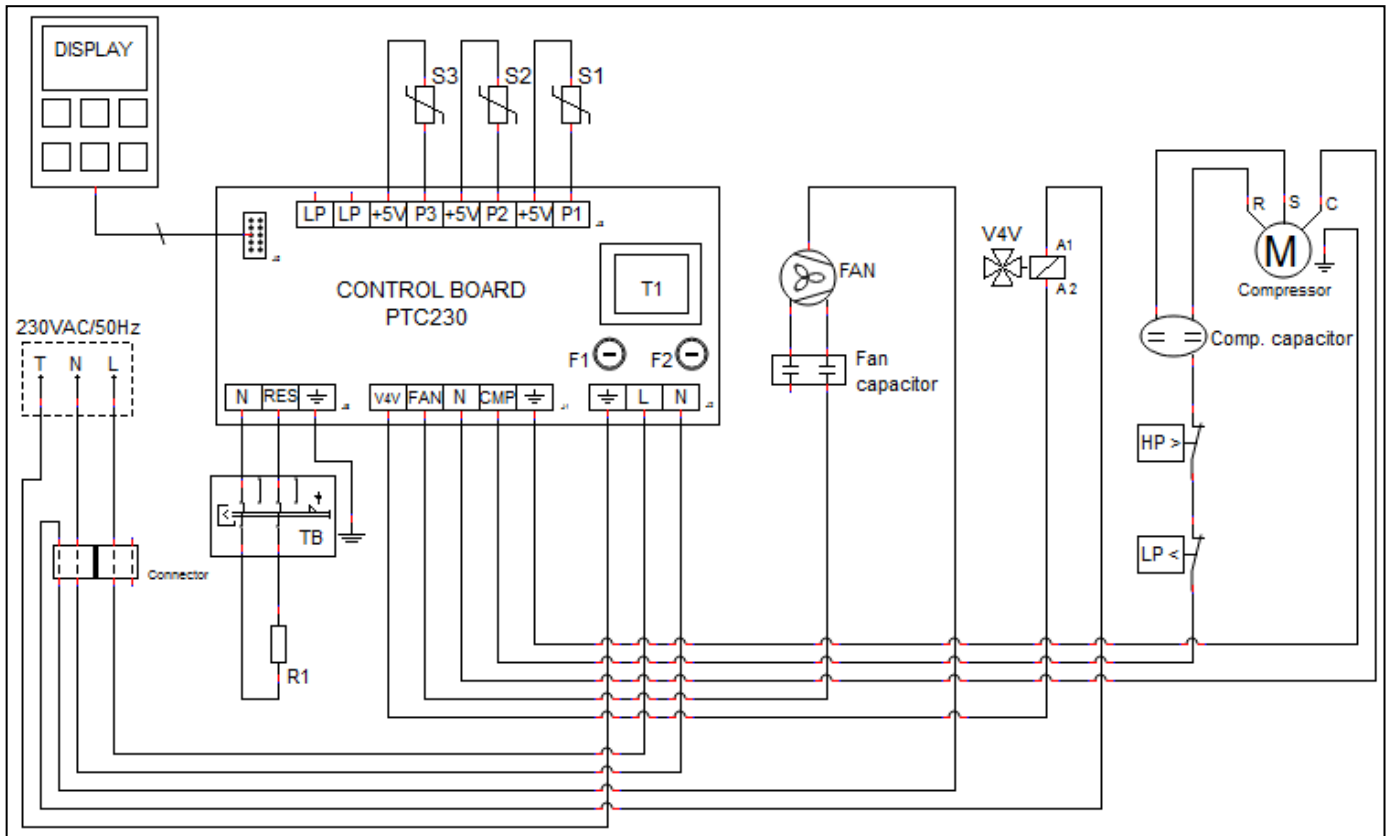 DISPLAY
S3 S2 S1
LP LP +5V P3 +5V P2 +5V P1
CONTROL BOARD
PTC230
T1
F1 F2
N RES
V4V FAN N CMP
L N
230VAC/50Hz
T N L
Connector
TB
R1
FAN
Fan
capacitor
V4V
A1
A2
R S C
M
Compressor
Comp. capacitor
HP >
LP <